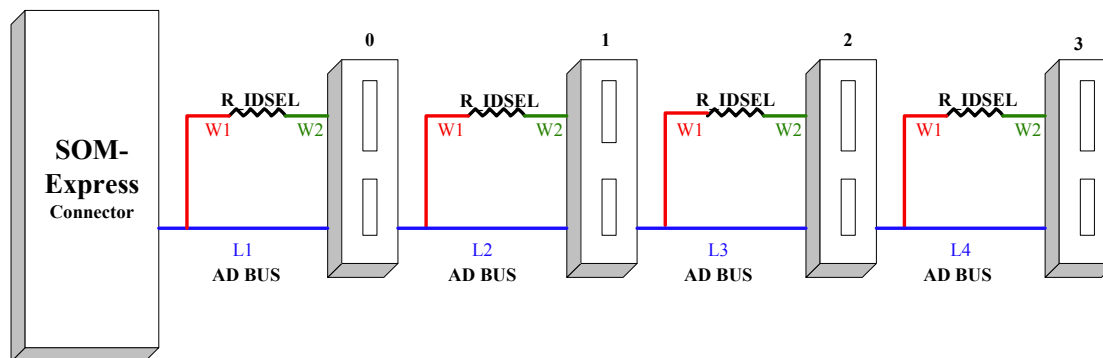 0
1
2
3
R_IDSEL
R_IDSEL
R_IDSEL
R_IDSEL
W1
W2
W1
W2
W1
W2
W1
W2
SOM-
Express
Connector
L1
L2
L3
L4
AD BUS
AD BUS
AD BUS
AD BUS